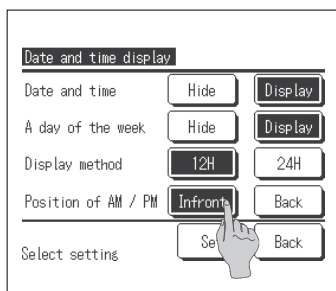 Date and time display
Date and time Hide Display
A day of the week Hide Display
Display method 12H 24H
Position of AM / PM Infront Back
Select setting Back